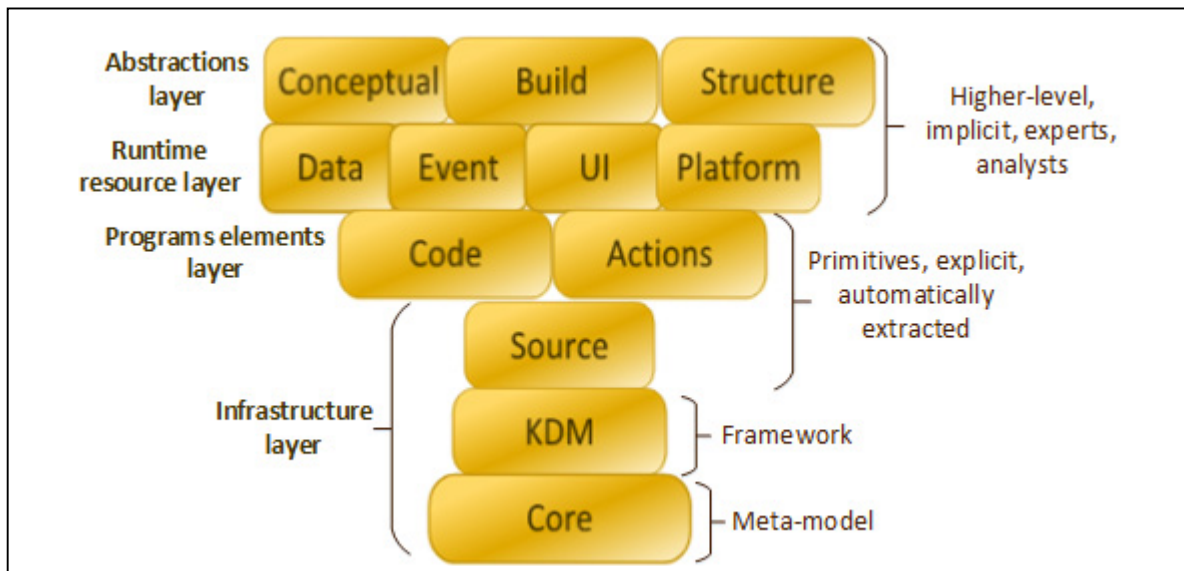 Abstractions
layer
Conceptual
Build
Structure
Higher-level,
implicit, experts,
analysts
Runtime
resource layer
Data
Event
UI
Platform
Programs elements
layer
Code
Actions
Primitives, explicit,
automatically
extracted
Source
Infrastructure
layer
KDM
Framework
Core
Meta-model